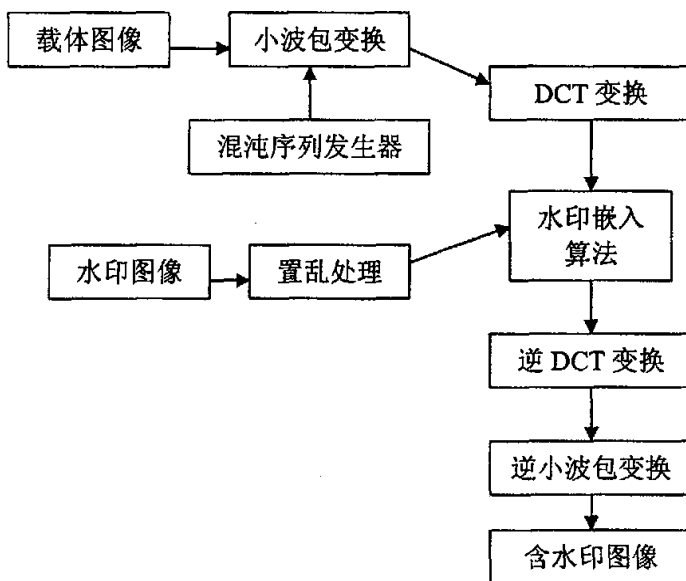 载体图像
小波包变换
DCT 变换
混沌序列发生器
水印嵌入
算法
水印图像
置乱处理
逆 DCT 变换
逆小波包变换
含水印图像